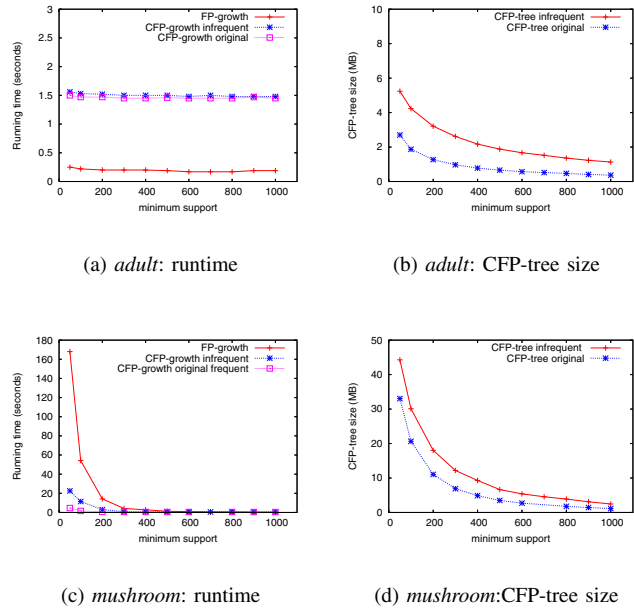 FP-growth
CFP-growth infrequent
CFP-growth original
Running time (seconds)
3
2.5
2
1.5
1
0.5
0
0 200 400 600 800 1000
minimum support
(a) adult: runtime
CFP-tree infrequent
CFP-tree original
CFP-tree size (MB)
10
8
6
4
2
0
0 200 400 600 800 1000
minimum support
(b) adult: CFP-tree size
FP-growth
CFP-growth infrequent
CFP-growth original frequent
Running time (seconds)
180
160
140
120
100
80
60
40
20
0
0 200 400 600 800 1000
minimum support
(c) mushroom: runtime
CFP-tree infrequent
CFP-tree original
CFP-tree size (MB)
50
40
30
20
10
0
0 200 400 600 800 1000
minimum support
(d) mushroom:CFP-tree size